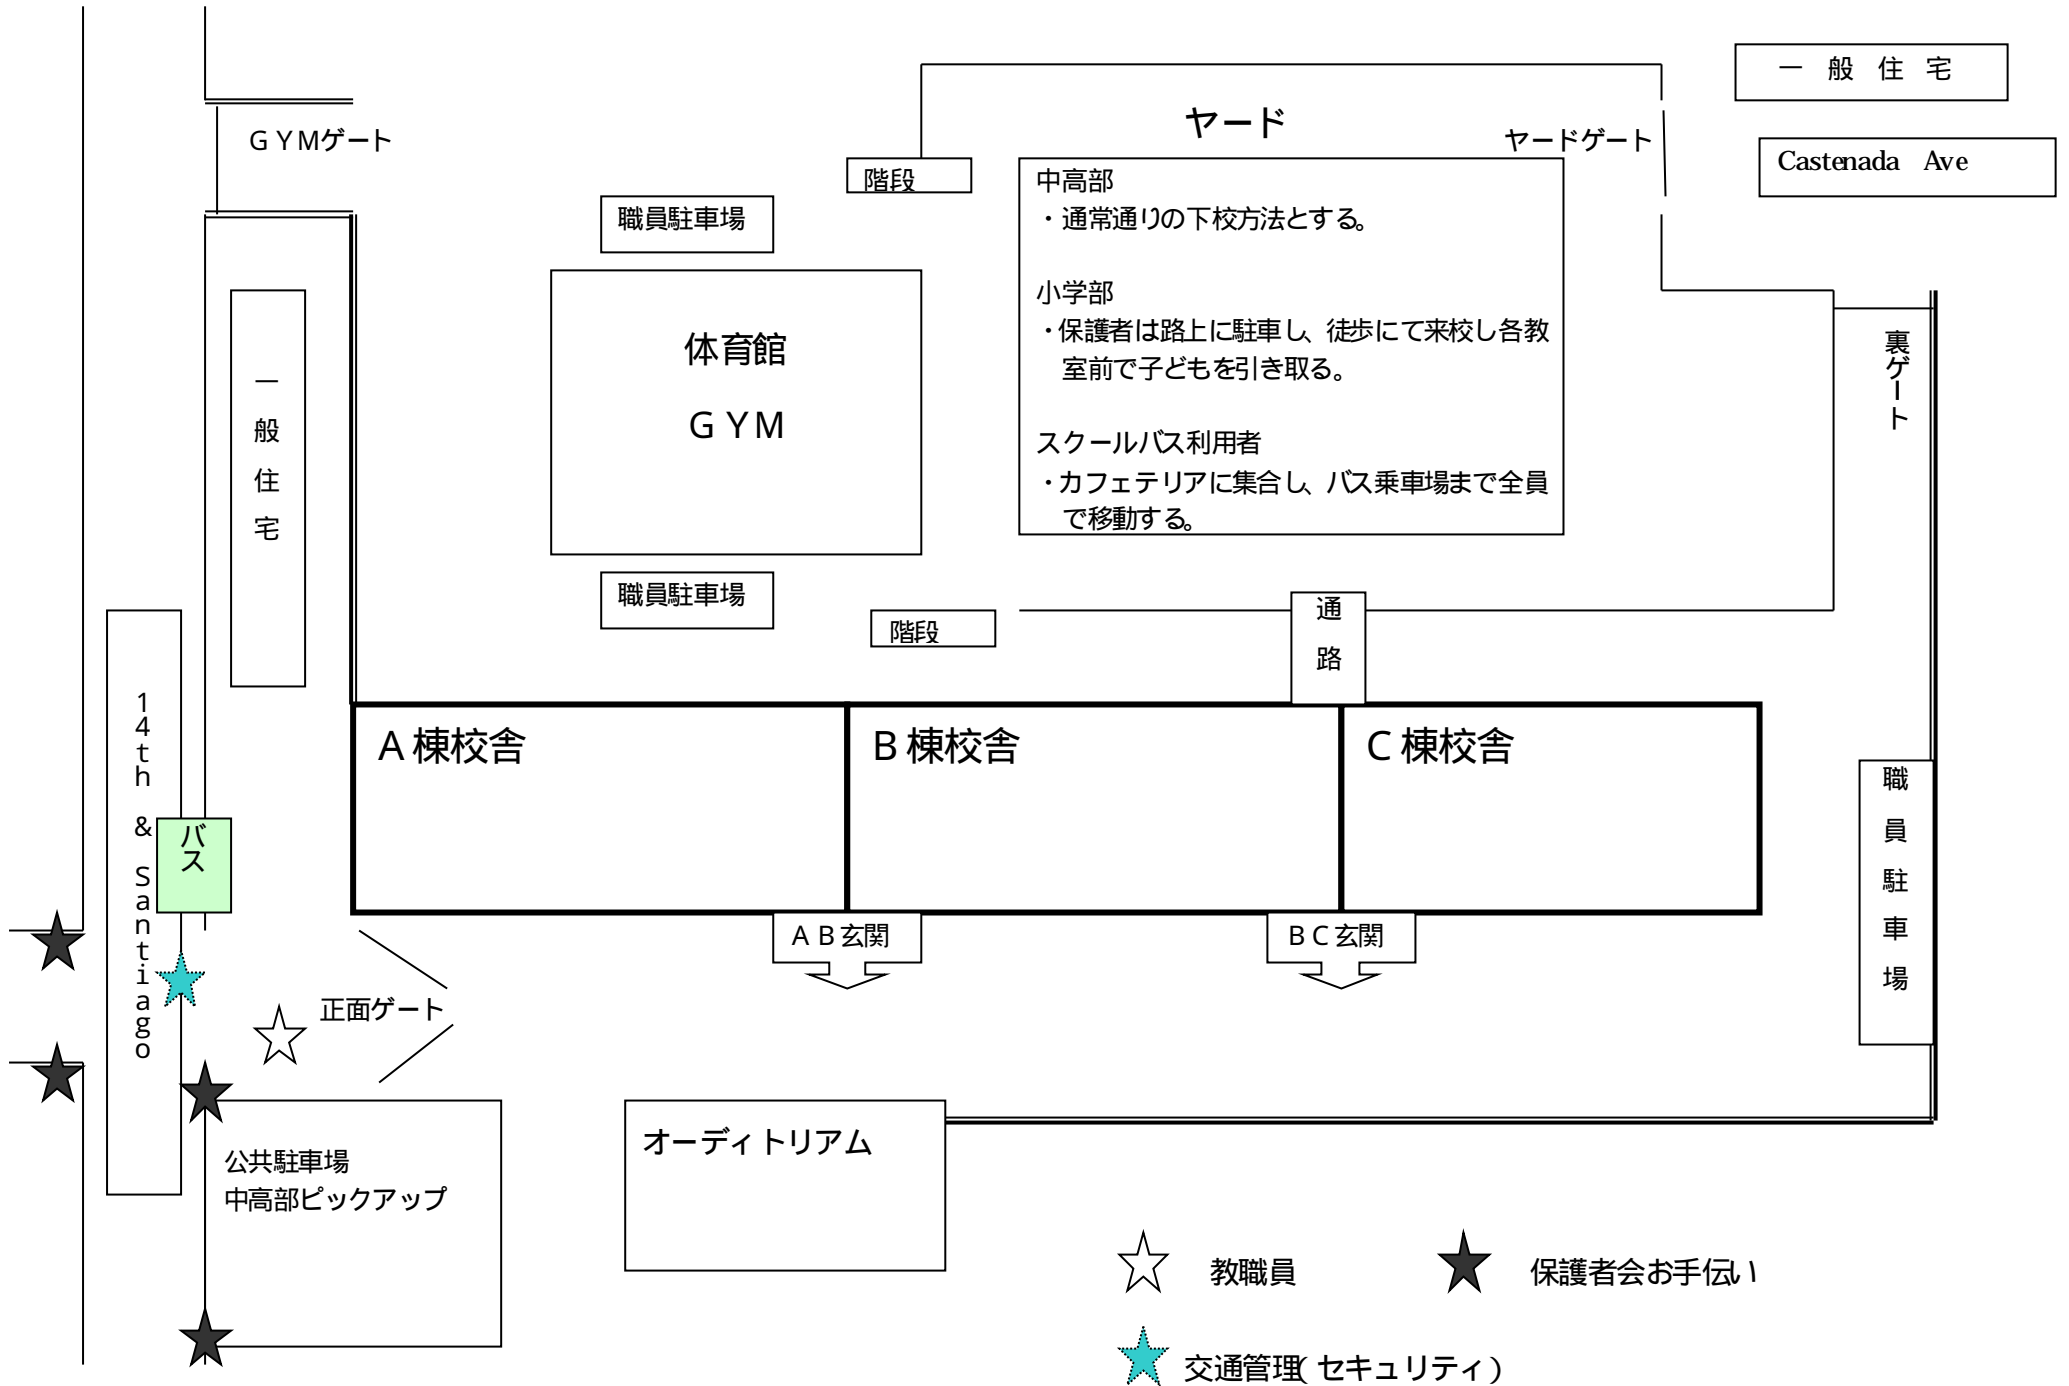 一般住宅
ヤード
GYMゲート
ヤードゲート
Castenada Ave
階段
中高部
・通常通りの下校方法とする。
職員駐車場
小学部
・保護者は路上に駐車し、徒歩にて来校し各教
室前で子どもを引き取る。
体育館
GYM
裏ゲート
一般住宅
スクールバス利用者
・カフェテリアに集合し、バス乗車場まで全員
で移動する。
職員駐車場
階段
通路
14th & Santiago
A棟校舎
B棟校舎
C棟校舎
職員駐車場
バス
AB玄関
BC玄関
正面ゲート
公共駐車場
中高部ピックアップ
オーディトリアム
教職員
保護者会お手伝い
交通管理(セキュリティ)